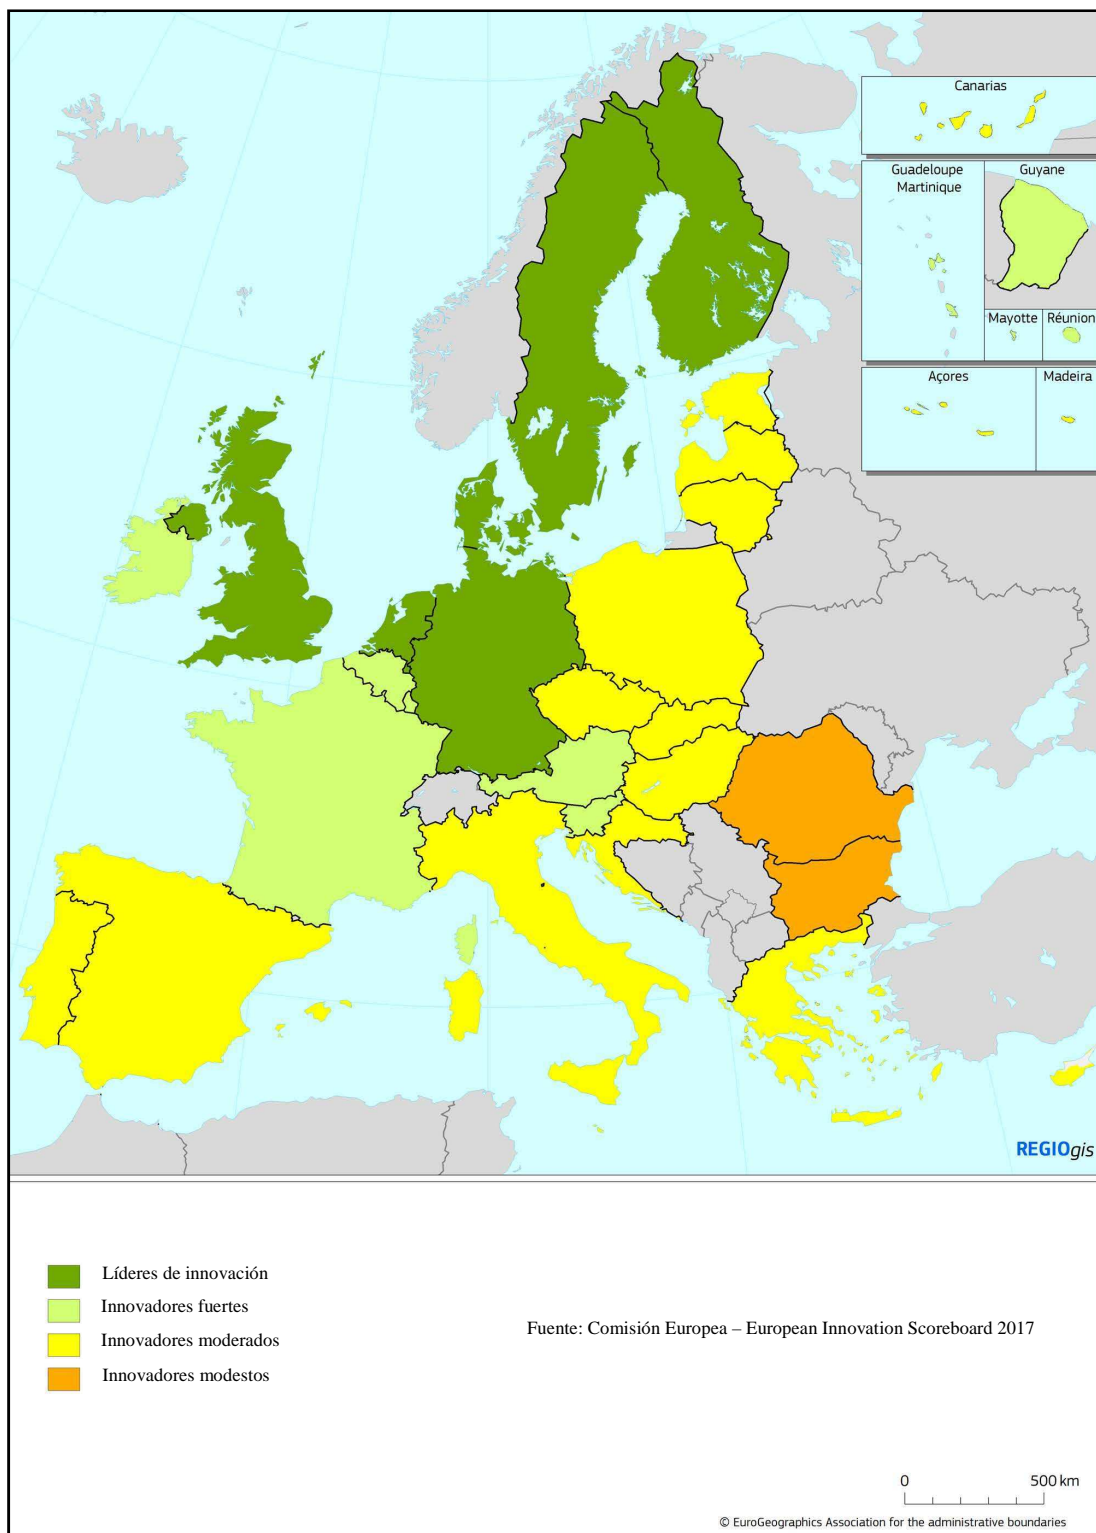 Canarias
Guadeloupe
Martinique
Guyane
Mayotte
Réunion
Açores
Madeira
REGIOgis
Líderes de innovación
Innovadores fuertes
Innovadores moderados
Innovadores modestos
Fuente: Comisión Europea – European Innovation Scoreboard 2017
0
500 km
© EuroGeographics Association for the administrative boundaries